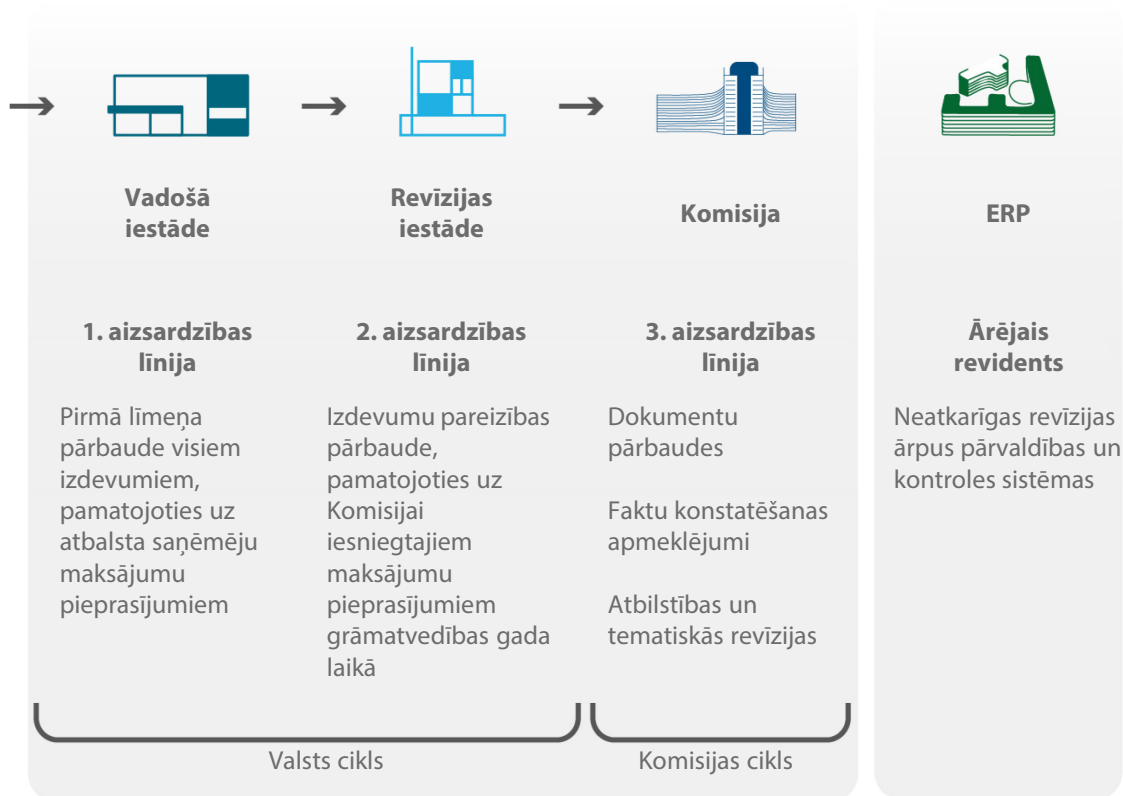 Vadošā
iestāde
Revīzijas
iestāde
Komisija
ERP
1. aizsardzības
līnija
2. aizsardzības
līnija
3. aizsardzības
līnija
Ārējais
revidents
Pirmā līmeņa
pārbaude visiem
izdevumiem,
pamatojoties uz
atbalsta saņēmēju
maksājumu
pieprasījumiem
Izdevumu pareizības
pārbaude,
pamatojoties uz
Komisijai
iesniegtajiem
maksājumu
pieprasījumiem
grāmatvedības gada
laikā
Dokumentu
pārbaudes
Faktu konstatēšanas
apmeklējumi
Atbilstības un
tematiskās revīzijas
Neatkarīgas revīzijas
ārpus pārvaldības un
kontroles sistēmas
Valsts cikls
Komisijas cikls